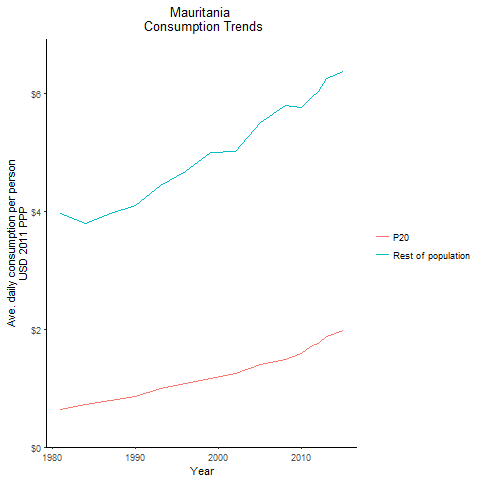 Mauritania
Consumption Trends
Ave. daily consumption per person
USD 2011 PPP
$6
$4
$2
$0
1980
1990
2000
2010
Year
P20
Rest of population